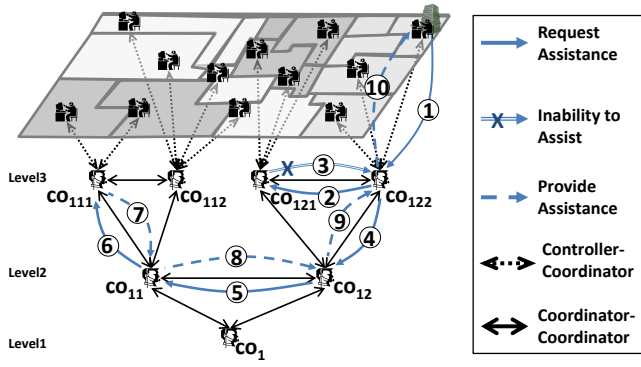 Request
Assistance
Inability to
Assist
X
Provide
Assistance
Controller-
Coordinator
Coordinator-
Coordinator
10
1
Level3
X
3
2
CO111
CO112
CO121
CO122
7
9
6
4
8
Level2
CO11
5
CO12
Level1
CO1